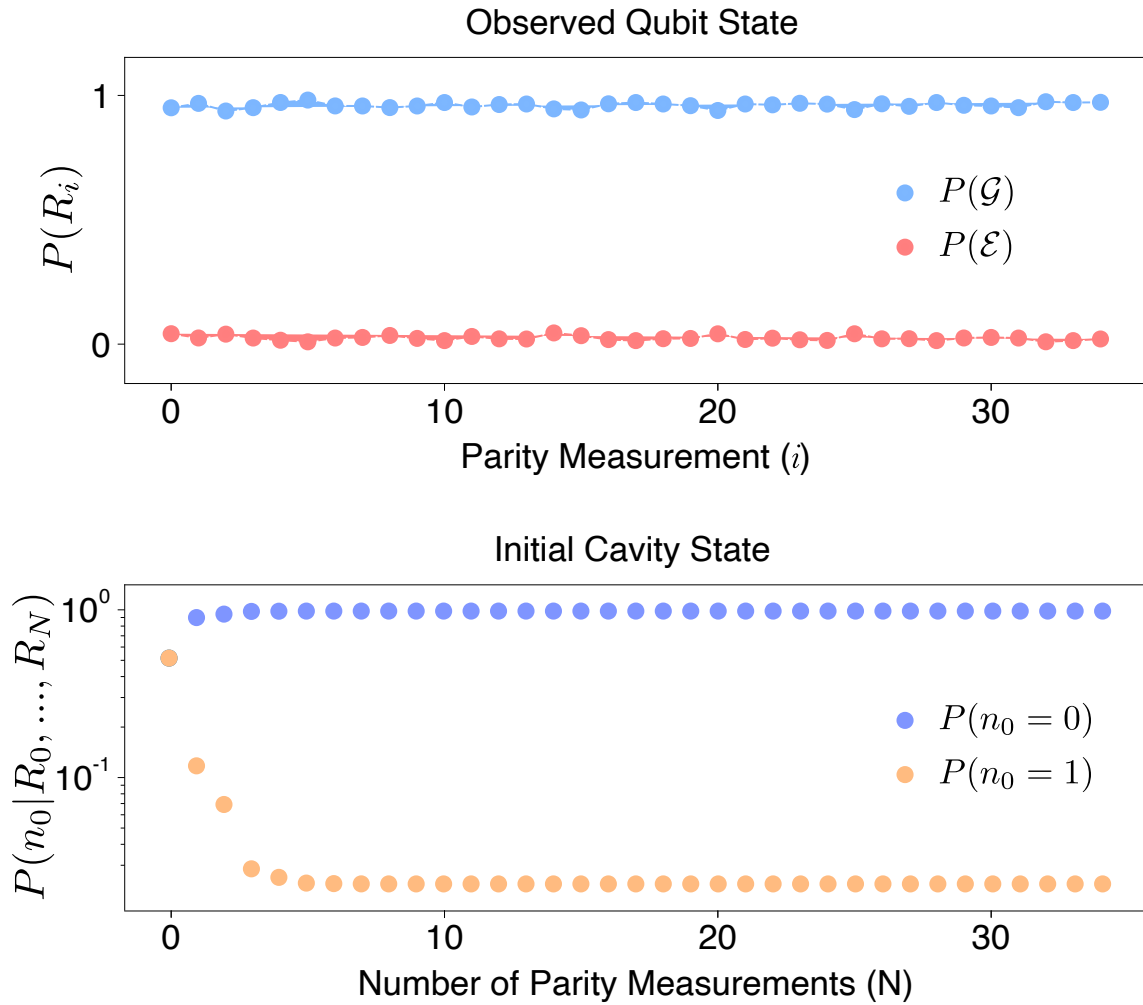 Observed Qubit State
P(R_i)
1
0
P(𝒢)
P(ℰ)
0 10 20 30
Parity Measurement (i)
Initial Cavity State
P(n_0|R_0, ..., R_N)
10^0
10^-1
P(n_0 = 0)
P(n_0 = 1)
0 10 20 30
Number of Parity Measurements (N)